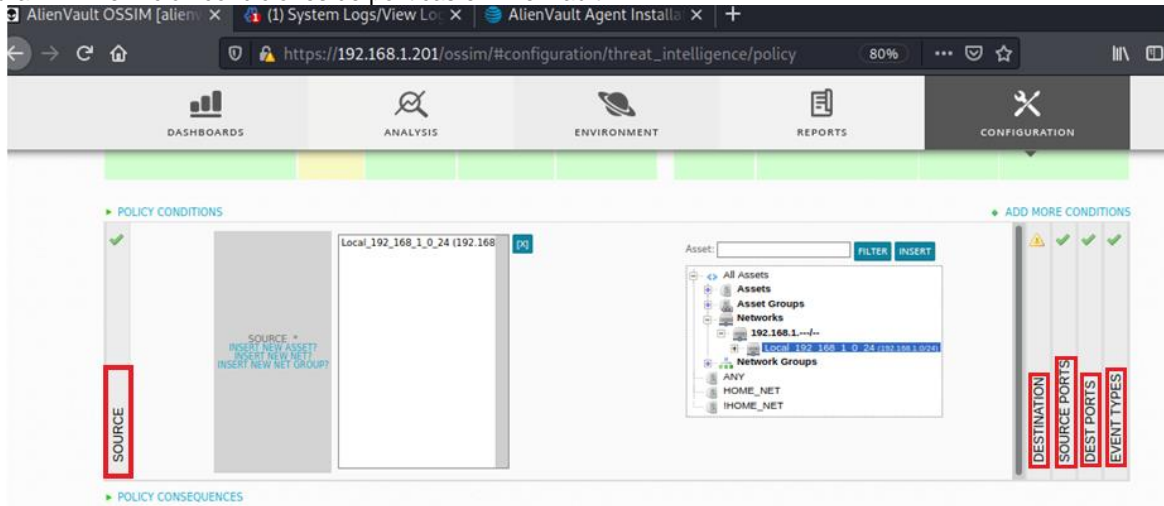 AlienVault OSSIM [alienv
(1) System Logs/View Log
AlienVault Agent Installat
https://192.168.1.201/ossim/#configuration/threat_intelligence/policy
80%
DASHBOARDS
ANALYSIS
ENVIRONMENT
REPORTS
CONFIGURATION
POLICY CONDITIONS
ADD MORE CONDITIONS
SOURCE
SOURCE *
INSERT NEW ASSET?
INSERT NEW NET?
INSERT NEW NET GROUP?
Local_192_168_1_0_24 (192.168
[X]
Asset:
FILTER
INSERT
All Assets
Assets
Asset Groups
Networks
192.168.1.---/--
Local_192_168_1_0_24 (192.168.1.0/24)
Network Groups
ANY
HOME_NET
!HOME_NET
DESTINATION
SOURCE PORTS
DEST PORTS
EVENT TYPES
POLICY CONSEQUENCES